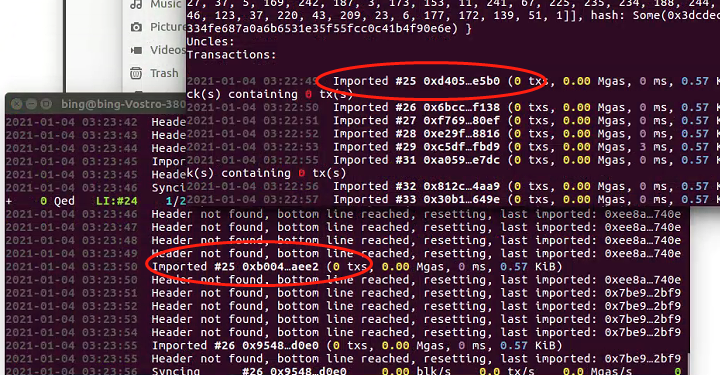 Music
Picture
Videos
Trash
27, 37, 5, 169, 242, 187, 3, 153, 11, 241, 67, 225, 235, 234, 188, 244,
46, 123, 37, 220, 43, 209, 23, 6, 177, 172, 139, 51, 1]], hash: Some(0x3dcdec
334fe687a0a6b6531e35f55fcc0c41b4f90e6e) }
Uncles:
Transactions:
2021-01-04 03:22:49 Imported #25 0xd405…e5b0 (0 txs, 0.00 Mgas, 0 ms, 0.57 K
ck(s) containing 0 tx(s)
2021-01-04 03:22:50 Imported #26 0x6bcc…f138 (0 txs, 0.00 Mgas, 0 ms, 0.57 K
2021-01-04 03:22:51 Imported #27 0xf769…80ef (0 txs, 0.00 Mgas, 0 ms, 0.57 K
2021-01-04 03:22:52 Imported #28 0xe29f…8816 (0 txs, 0.00 Mgas, 0 ms, 0.57 K
2021-01-04 03:22:53 Imported #29 0xc5df…fbd9 (0 txs, 0.00 Mgas, 3 ms, 0.57 K
2021-01-04 03:22:55 Imported #31 0xa059…e7dc (0 txs, 0.00 Mgas, 0 ms, 0.57 K
k(s) containing 0 tx(s)
2021-01-04 03:22:56 Imported #32 0x812c…4aa9 (0 txs, 0.00 Mgas, 0 ms, 0.57 K
2021-01-04 03:22:57 Imported #33 0x30b1…649e (0 txs, 0.00 Mgas, 0 ms, 0.57 K
bing@bing-Vostro-380
2021-01-04 03:23:42 Heade
2021-01-04 03:23:43 Heade
2021-01-04 03:23:44 Heade
2021-01-04 03:23:45 Impor
2021-01-04 03:23:45 Heade
2021-01-04 03:23:46 Synci
+ 0 Qed LI:#24 1/2
2021-01-04 03:23:46 Header not found, bottom line reached, resetting, last imported: 0xee8a…740e
2021-01-04 03:23:47 Header not found, bottom line reached, resetting, last imported: 0xee8a…740e
2021-01-04 03:23:48 Header not found, bottom line reached, resetting, last imported: 0xee8a…740e
2021-01-04 03:23:49 Header not found, bottom line reached, resetting, last imported: 0xee8a…740e
2021-01-04 03:23:50 Imported #25 0xb004…aee2 (0 txs, 0.00 Mgas, 0 ms, 0.57 KiB)
2021-01-04 03:23:50 Header not found, bottom line reached, resetting, last imported: 0xee8a…740e
2021-01-04 03:23:51 Header not found, bottom line reached, resetting, last imported: 0x7be9…2bf9
2021-01-04 03:23:52 Header not found, bottom line reached, resetting, last imported: 0x7be9…2bf9
2021-01-04 03:23:53 Header not found, bottom line reached, resetting, last imported: 0x7be9…2bf9
2021-01-04 03:23:54 Header not found, bottom line reached, resetting, last imported: 0x7be9…2bf9
2021-01-04 03:23:55 Imported #26 0x9548…d0e0 (0 txs, 0.00 Mgas, 0 ms, 0.57 KiB)
2021-01-04 03:23:55 Header not found, bottom line reached, resetting, last imported: 0x7be9…2bf9
2021-01-04 03:23:56 Syncing #26 0x9548…d0e0 0.00 blk/s 0.0 tx/s 0.0 Mgas/s 0